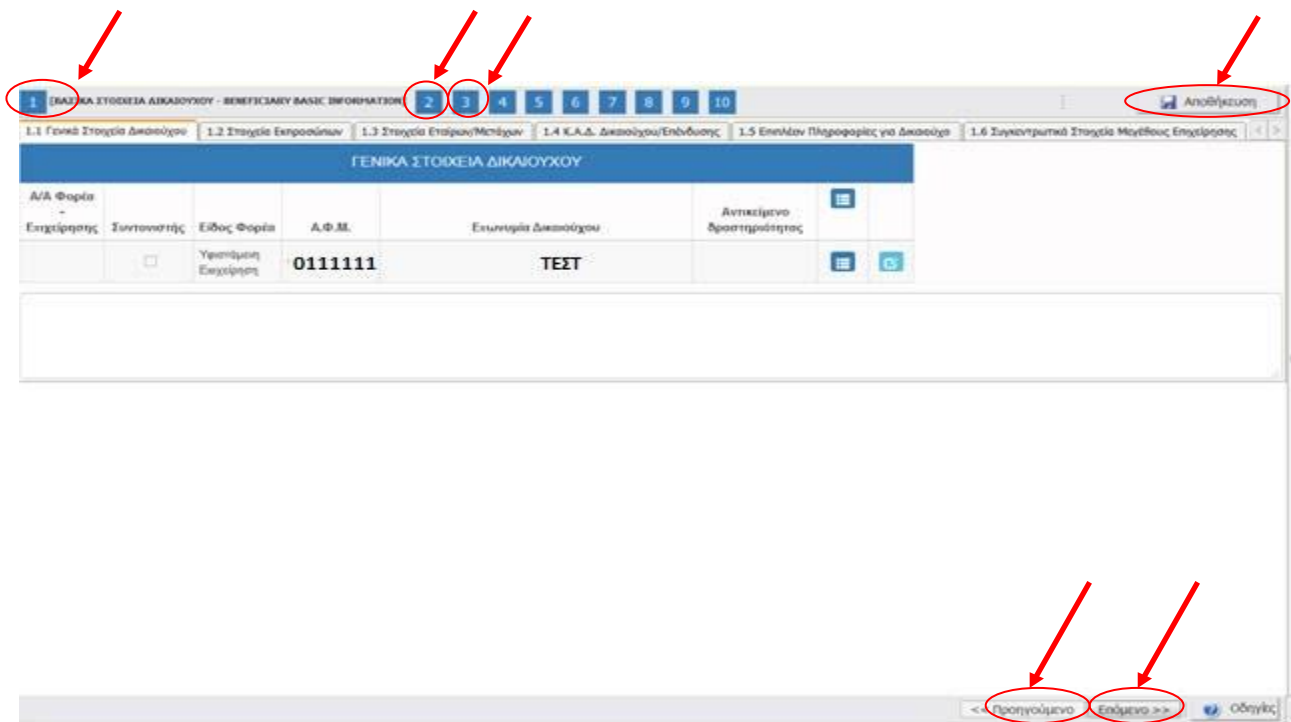 1 [ΒΑΣΙΚΑ ΣΤΟΙΧΕΙΑ ΔΙΚΑΙΟΥΧΟΥ - BENEFICIARY BASIC INFORMATION] 2 3 4 5 6 7 8 9 10 Αποθήκευση
1.1 Γενικά Στοιχεία Δικαιούχου 1.2 Στοιχεία Εκπροσώπων 1.3 Στοιχεία Εταίρων/Μετόχων 1.4 Κ.Α.Δ. Δικαιούχου/Επένδυσης 1.5 Επιπλέον Πληροφορίες για Δικαιούχο 1.6 Συγκεντρωτικά Στοιχεία Μεγέθους Επιχείρησης < >
ΓΕΝΙΚΑ ΣΤΟΙΧΕΙΑ ΔΙΚΑΙΟΥΧΟΥ
Α/Α Φορέα
-
Επιχείρησης Συντονιστής Είδος Φορέα Α.Φ.Μ. Επωνυμία Δικαιούχου Αντικείμενο
δραστηριότητας
Υφιστάμενη
Επιχείρηση 0111111 ΤΕΣΤ
<< Προηγούμενο Επόμενο >> Οδηγίες